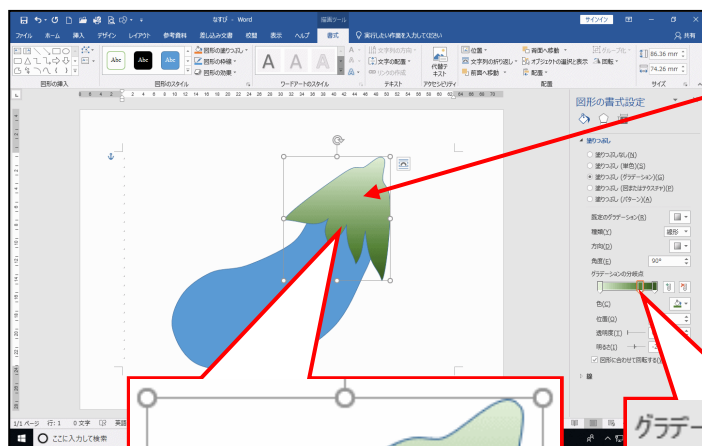 なすび - Word
描画ツール
サインイン
ファイル ホーム 挿入 デザイン レイアウト 参考資料 差し込み文書 校閲 表示 ヘルプ 書式 実行したい作業を入力してください 共有
Abc Abc Abc
図形の塗りつぶし
図形の枠線
図形の効果
A A A
文字列の方向
文字の配置
リンクの作成
代替テキスト
位置
文字列の折り返し
前面へ移動
背面へ移動
オブジェクトの選択と表示
配置
グループ化
回転
86.36 mm
74.26 mm
図形の挿入 図形のスタイル ワードアートのスタイル テキスト アクセシビリティ 配置 サイズ
図形の書式設定
塗りつぶし
塗りつぶしなし(N)
塗りつぶし (単色)(S)
塗りつぶし (グラデーション)(G)
塗りつぶし (図またはテクスチャ)(P)
塗りつぶし (パターン)(A)
既定のグラデーション(R)
種類(Y) 線形
方向(D)
角度(E) 90°
グラデーションの分岐点
色(C)
位置(O)
透明度(T)
明るさ(I)
図形に合わせて回転する(
1/1 ページ 行: 1 0 文字 英語
ここに入力して検索
グラデー